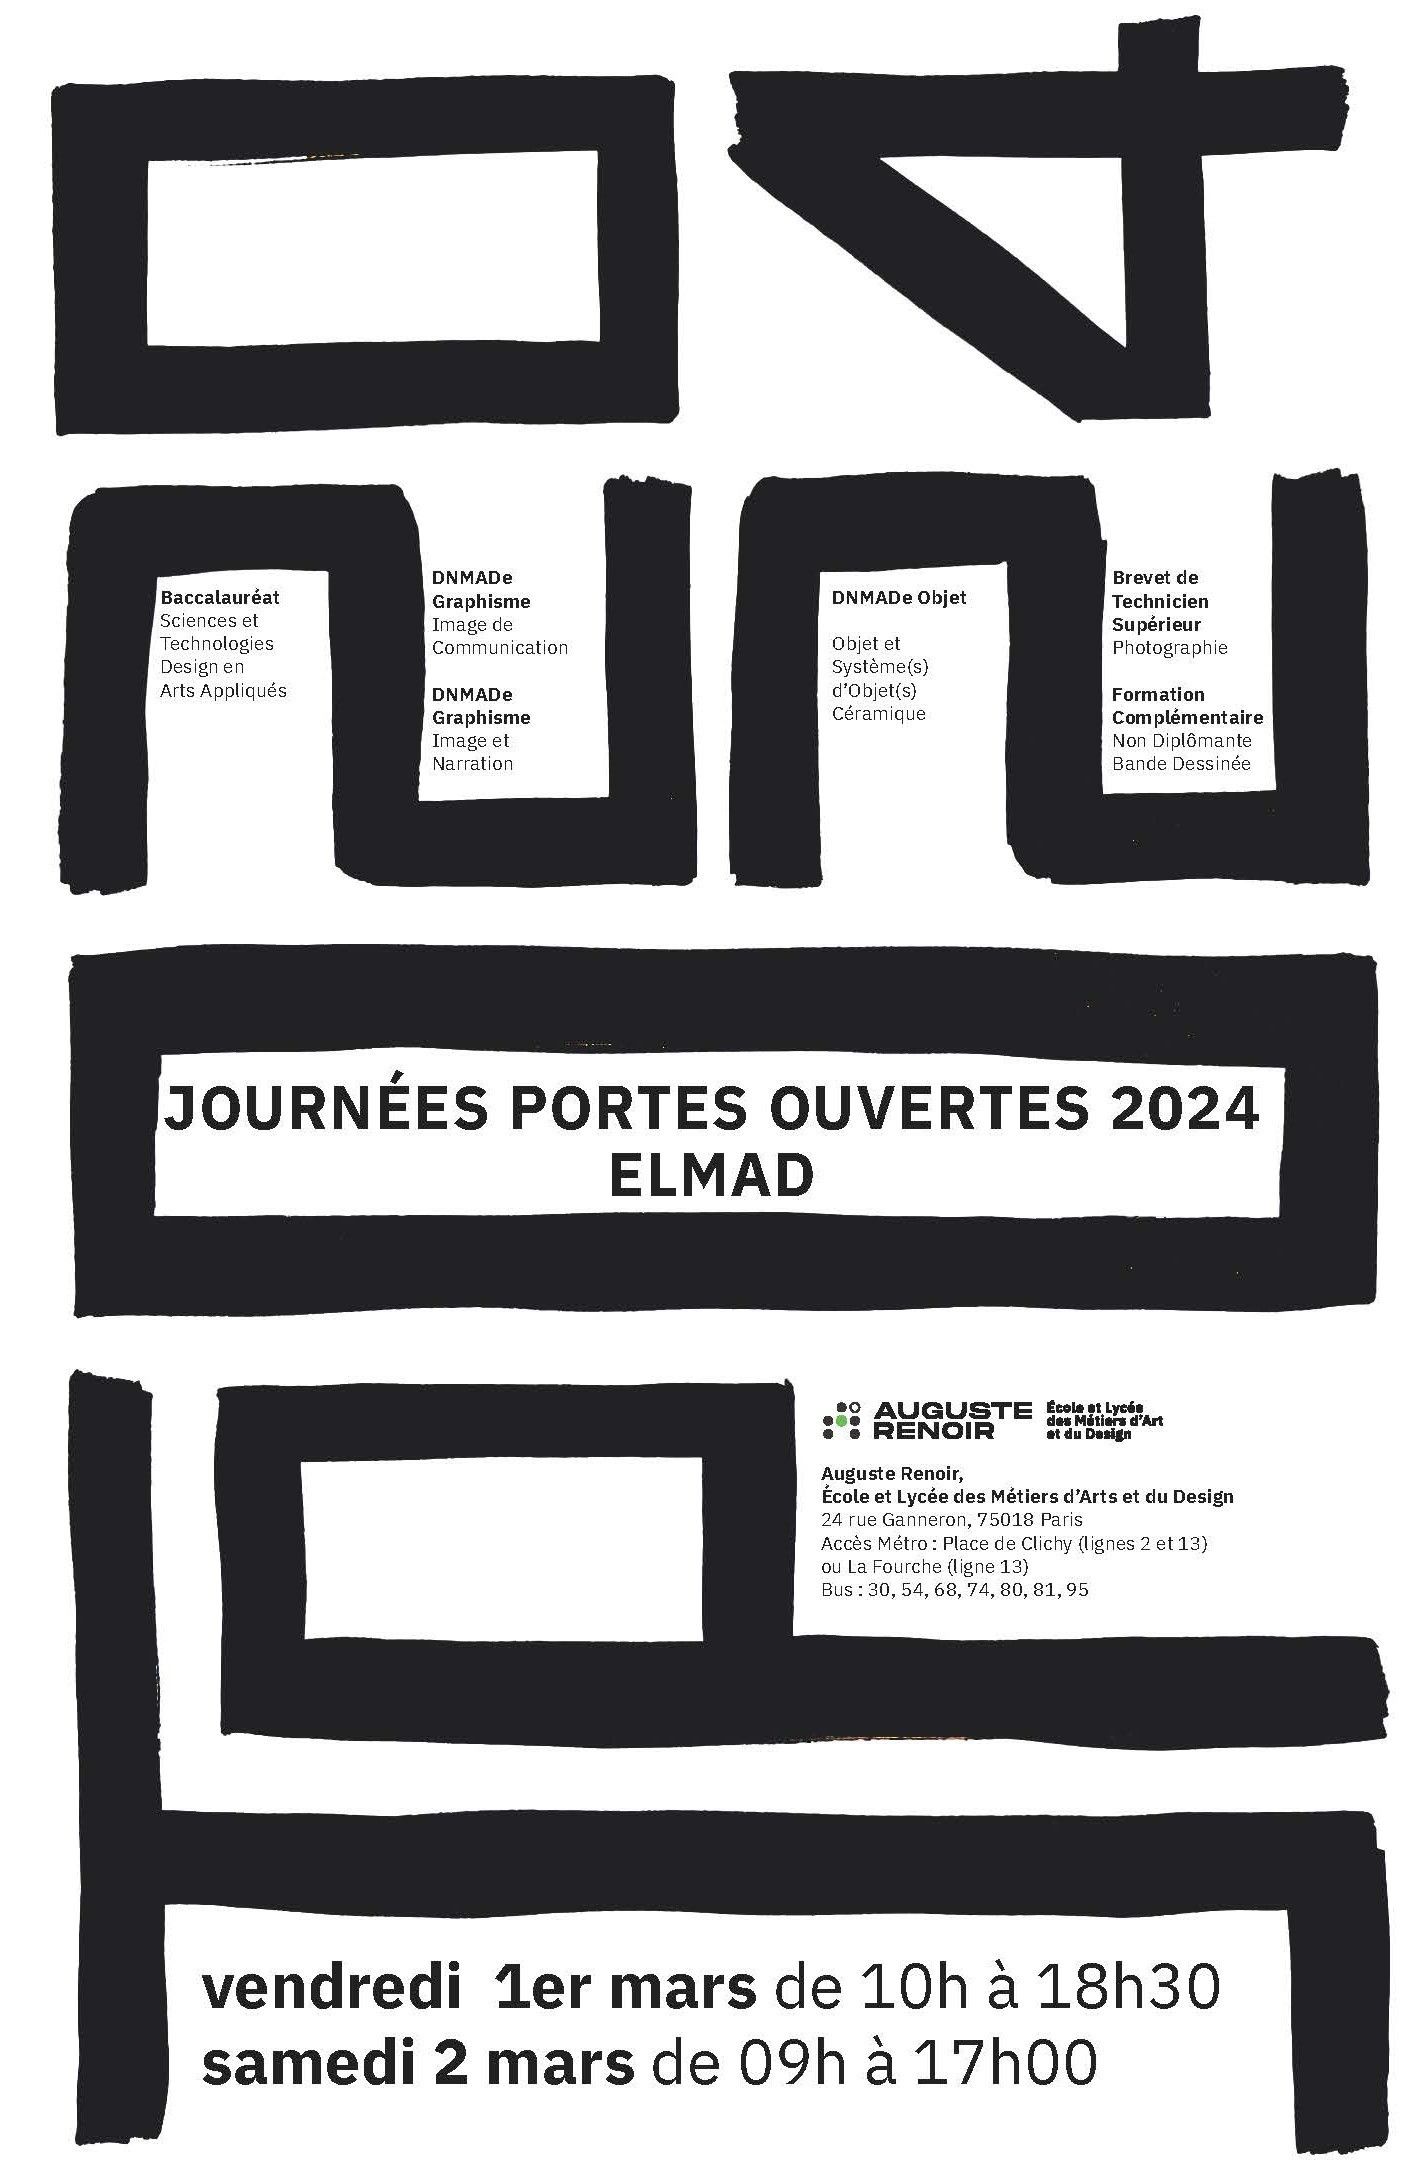 JPO
20
24
Baccalauréat
Sciences et
Technologies
Design en
Arts Appliqués
DNMADe
Graphisme
Image de
Communication
DNMADe
Graphisme
Image et
Narration
DNMADe Objet
Objet et
Système(s)
d'Objet(s)
Céramique
Brevet de
Technicien
Supérieur
Photographie
Formation
Complémentaire
Non Diplômante
Bande Dessinée
JOURNÉES PORTES OUVERTES 2024
ELMAD
AUGUSTE
RENOIR
École et Lycée
des Métiers d'Art
et du Design
Auguste Renoir,
École et Lycée des Métiers d'Arts et du Design
24 rue Ganneron, 75018 Paris
Accès Métro : Place de Clichy (lignes 2 et 13)
ou La Fourche (ligne 13)
Bus : 30, 54, 68, 74, 80, 81, 95
vendredi 1er mars de 10h à 18h30
samedi 2 mars de 09h à 17h00